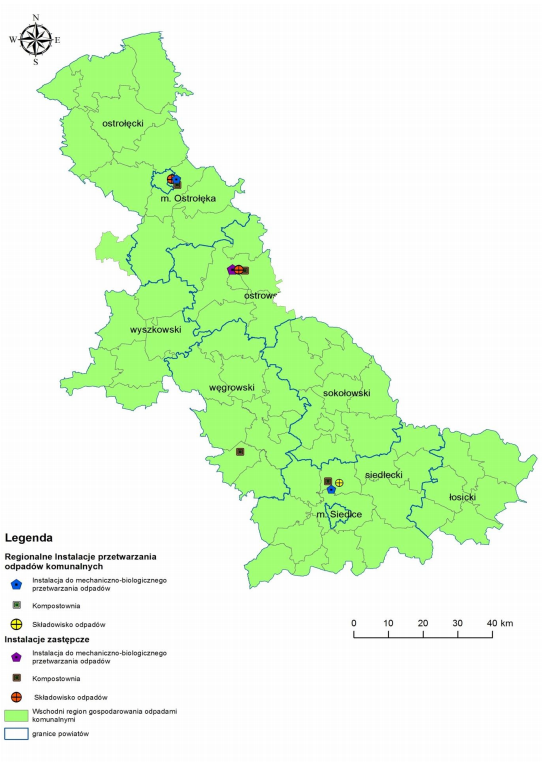 N
W E
S
ostrołęcki
m. Ostrołęka
ostrow
wyszkowski
węgrowski
sokołowski
siedłecki
łosicki
m. Siedlce
Legenda
Regionalne Instalacje przetwarzania
odpadów komunalnych
Instalacja do mechaniczno-biologicznego
przetwarzania odpadów
Kompostownia
Składowisko odpadów
Instalacje zastępcze
Instalacja do mechaniczno-biologicznego
przetwarzania odpadów
Kompostownia
Składowisko odpadów
Wschodni region gospodarowania odpadami
komunalnymi
granice powiatów
0 10 20 30 40 km